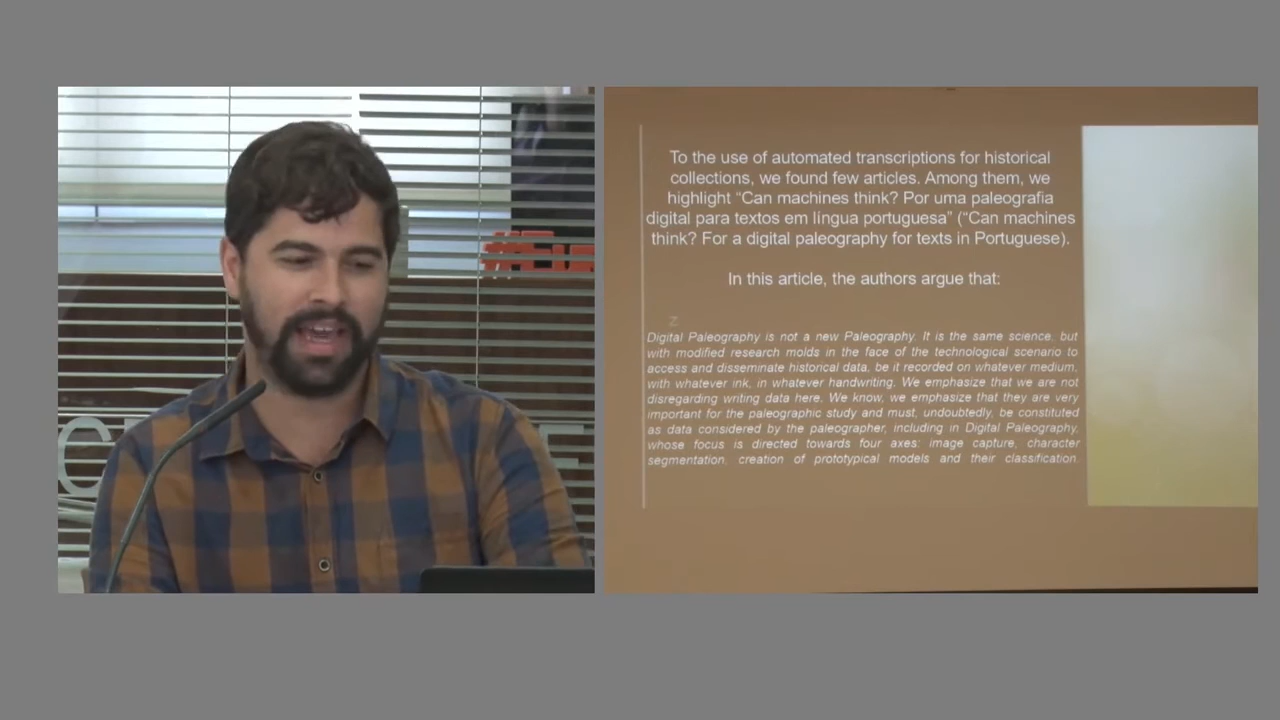 #Eur
C
To the use of automated transcriptions for historical
collections, we found few articles. Among them, we
highlight “Can machines think? Por uma paleografia
digital para textos em língua portuguesa” (“Can machines
think? For a digital paleography for texts in Portuguese).
In this article, the authors argue that:
Z
Digital Paleography is not a new Paleography. It is the same science, but
with modified research molds in the face of the technological scenario to
access and disseminate historical data, be it recorded on whatever medium,
with whatever ink, in whatever handwriting. We emphasize that we are not
disregarding writing data here. We know, we emphasize that they are very
important for the paleographic study and must, undoubtedly, be constituted
as data considered by the paleographer, including in Digital Paleography,
whose focus is directed towards four axes: image capture, character
segmentation, creation of prototypical models and their classification.